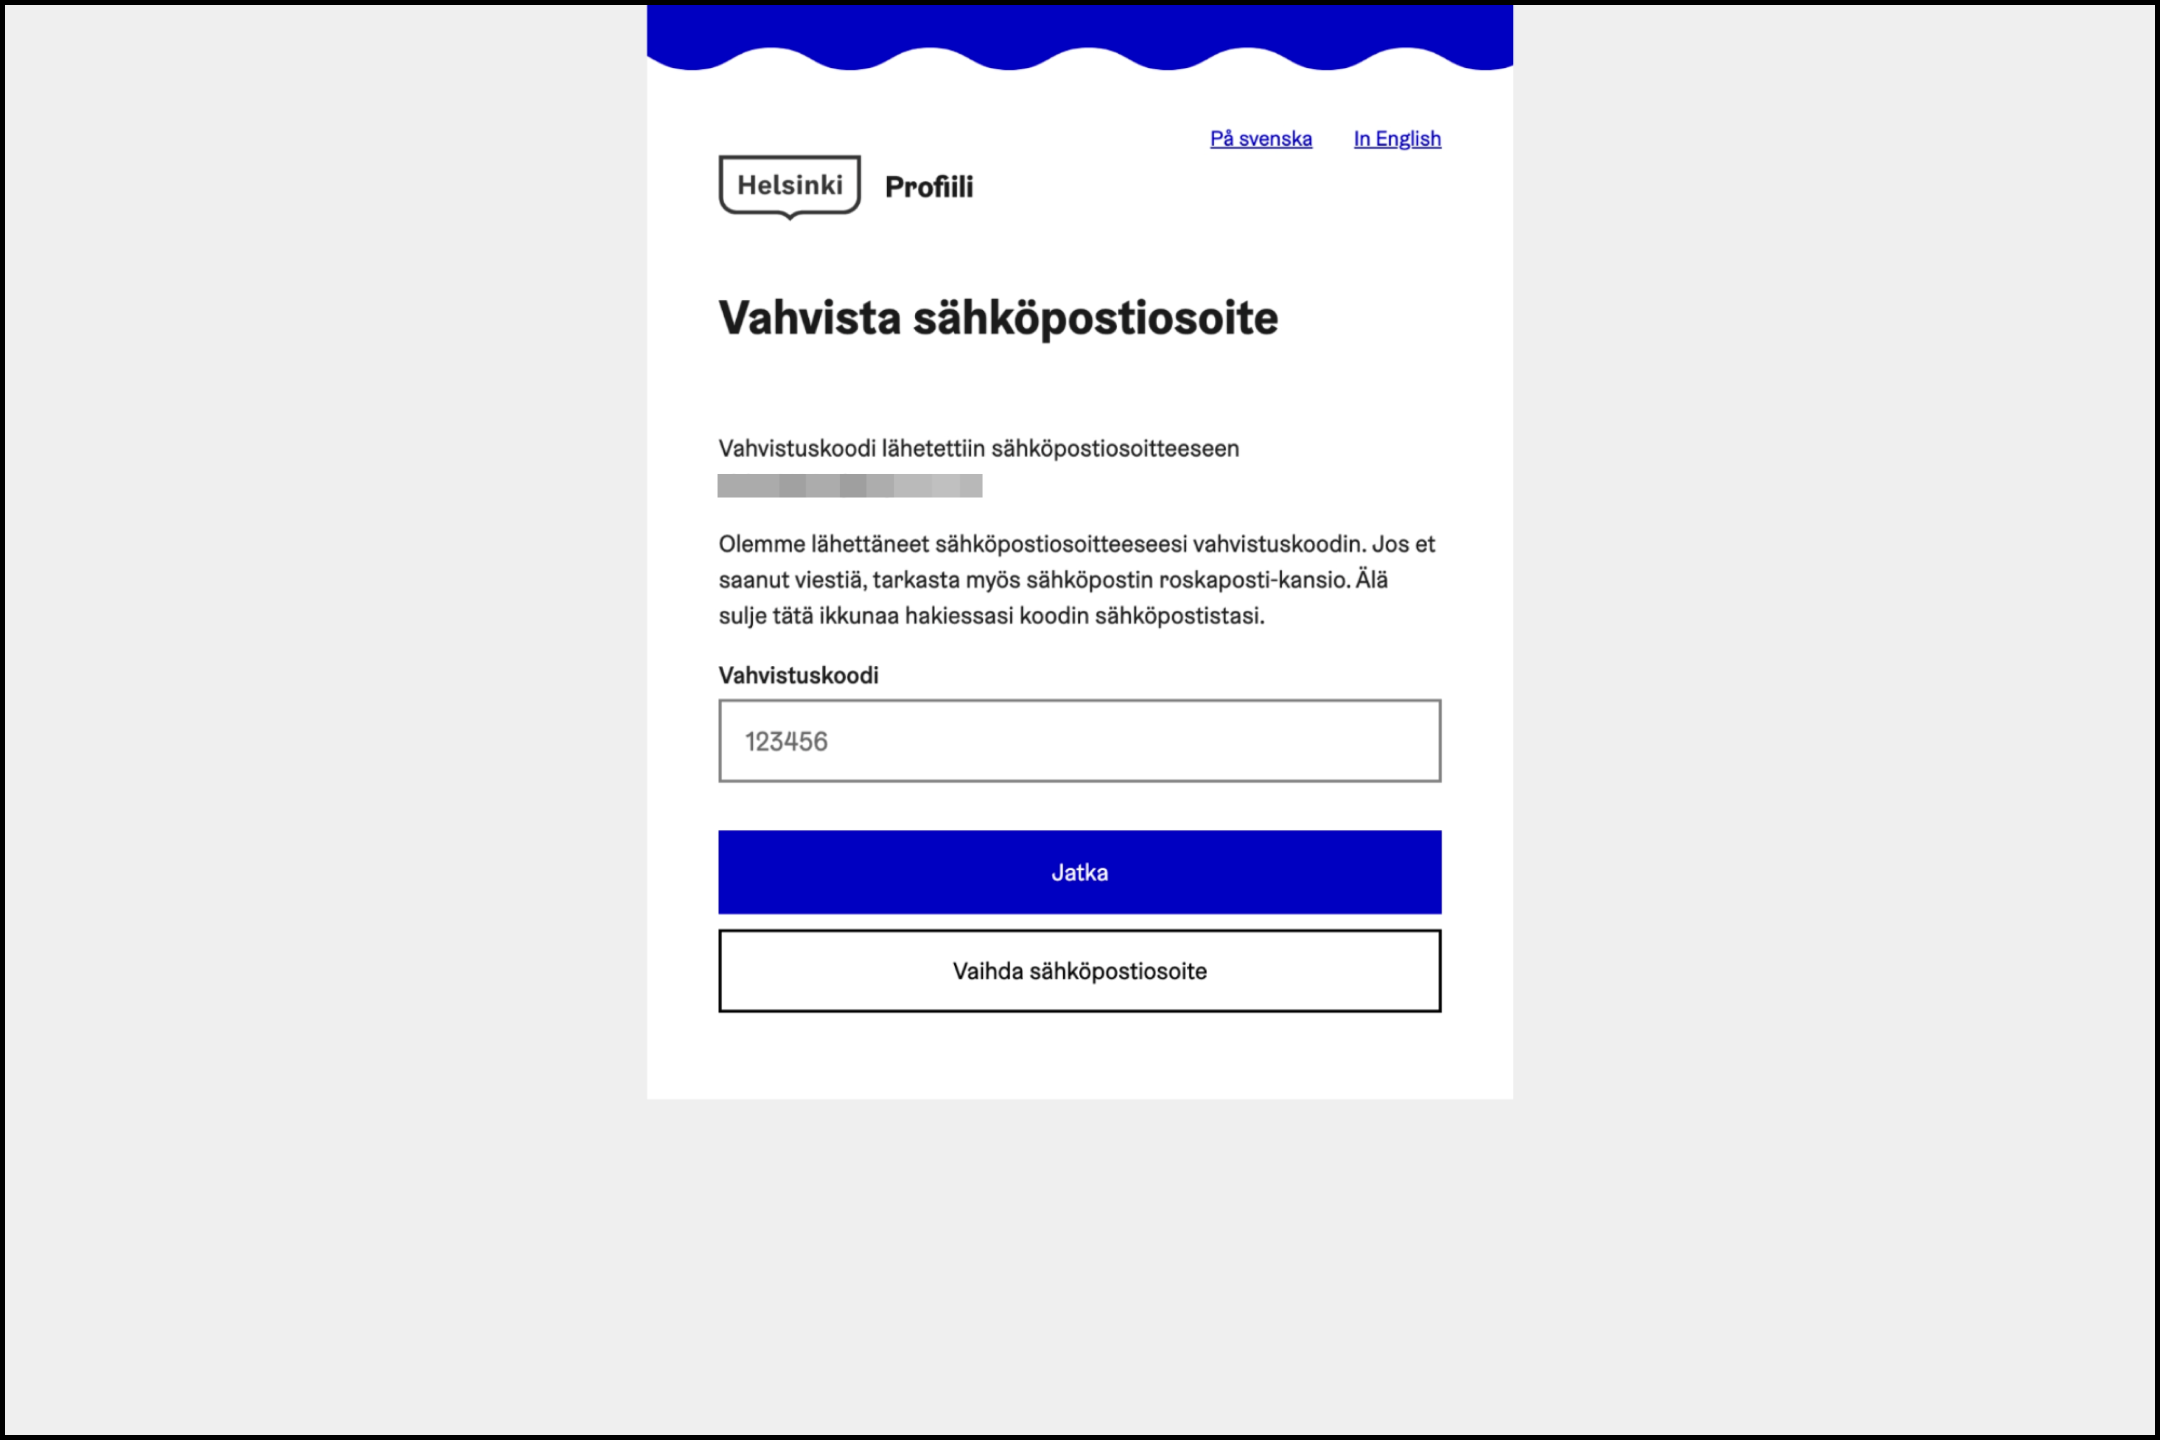 På svenska In English
Helsinki Profiili
Vahvista sähköpostiosoite
Vahvistuskoodi lähetettiin sähköpostiosoitteeseen
Olemme lähettäneet sähköpostiosoitteeseesi vahvistuskoodin. Jos et
saanut viestiä, tarkasta myös sähköpostin roskaposti-kansio. Älä
sulje tätä ikkunaa hakiessasi koodin sähköpostistasi.
Vahvistuskoodi
123456
Jatka
Vaihda sähköpostiosoite